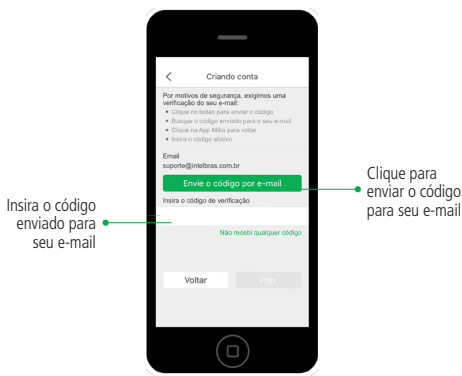 Criando conta
Por motivos de segurança, exigimos uma
verificação do seu e-mail:
• Clique no botão para enviar o código
• Busque o código enviado para o seu e-mail
• Clique na App Mibo para voltar
• Insira o código abaixo
Email
suporte@intelbras.com.br
Envie o código por e-mail
Insira o código de verificação
Não recebi qualquer código
Voltar
Próx.
Insira o código
enviado para
seu e-mail
Clique para
enviar o código
para seu e-mail